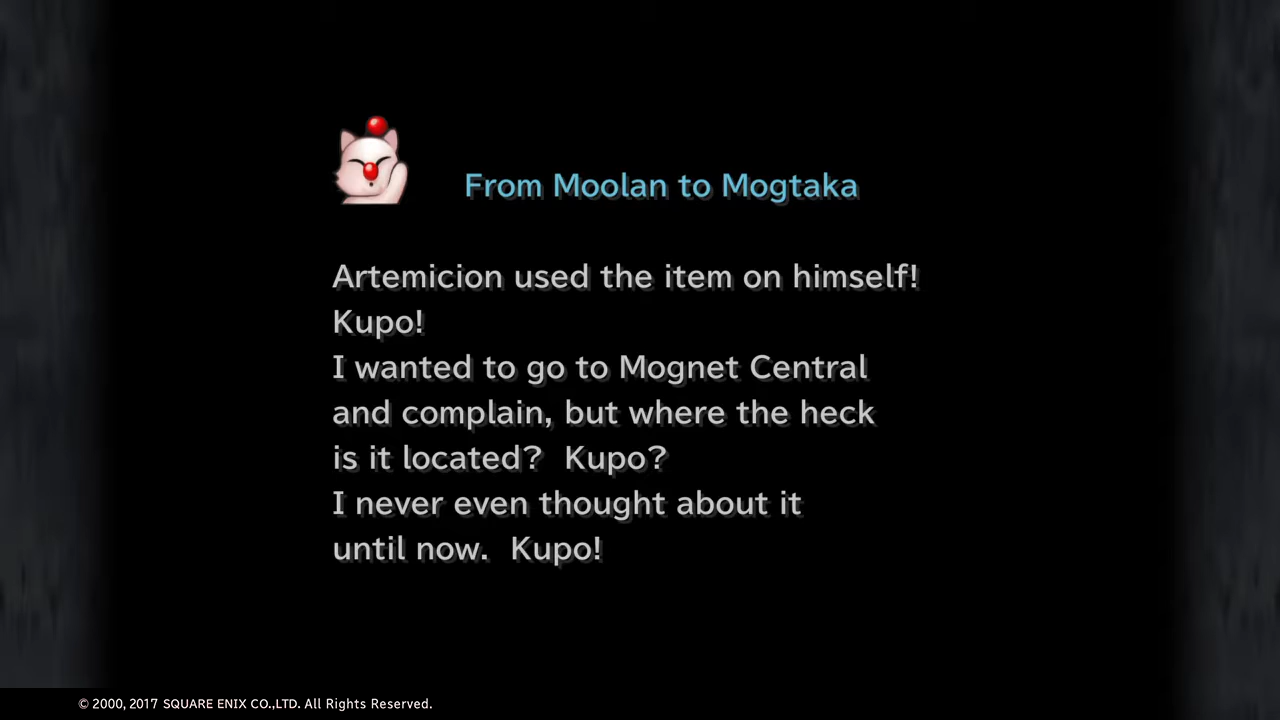 From Moolan to Mogtaka
Artemicion used the item on himself!
Kupo!
I wanted to go to Mognet Central
and complain, but where the heck
is it located?  Kupo?
I never even thought about it
until now.  Kupo!
© 2000, 2017 SQUARE ENIX CO.,LTD. All Rights Reserved.